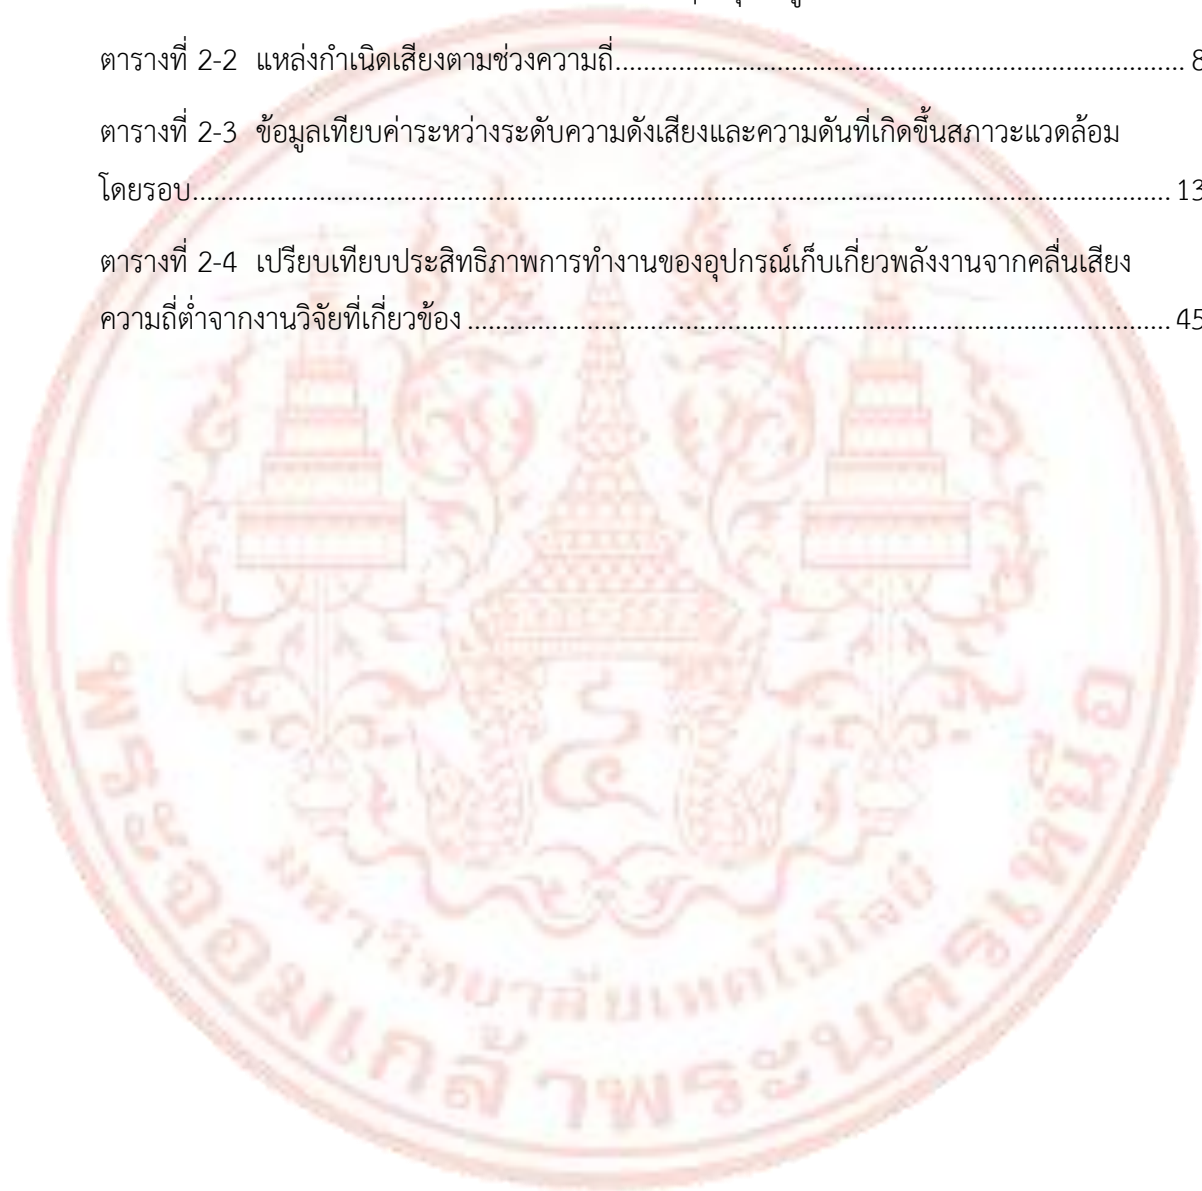 ตารางที่ 2-2 แหล่งกำเนิดเสียงตามช่วงความถี่................................................................................ 8
ตารางที่ 2-3 ข้อมูลเทียบค่าระหว่างระดับความดังเสียงและความดันที่เกิดขึ้นสภาวะแวดล้อม
โดยรอบ........................................................................................................................................ 13
ตารางที่ 2-4 เปรียบเทียบประสิทธิภาพการทำงานของอุปกรณ์เก็บเกี่ยวพลังงานจากคลื่นเสียง
ความถี่ต่ำจากงานวิจัยที่เกี่ยวข้อง.................................................................................................... 45
มหาวิทยาลัยเทคโนโลยี
พระจอมเกล้าพระนครเหนือ